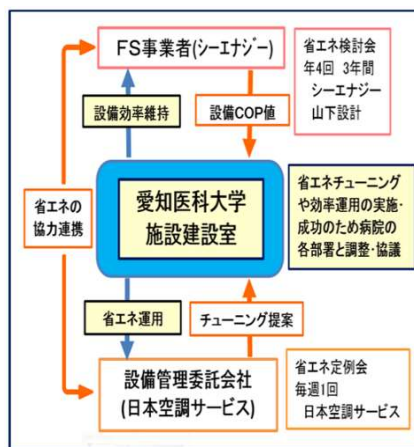 FS事業者(シーエナジー)
省エネ検討会
年4回 3年間
シーエナジー
山下設計
設備効率維持
設備COP値
省エネの
協力連携
愛知医科大学
施設建設室
省エネチューニング
や効率運用の実施・
成功のため病院の
各部署と調整・協議
省エネ運用
チューニング提案
設備管理委託会社
(日本空調サービス)
省エネ定例会
毎週1回
日本空調サービス